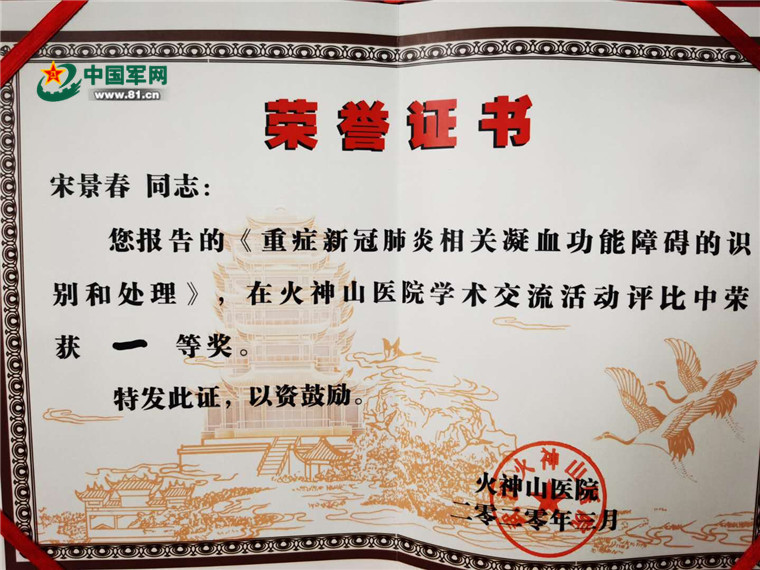 中国军网
www.81.cn
荣誉证书
宋景春 同志：
您报告的《重症新冠肺炎相关凝血功能障碍的识
别和处理》，在火神山医院学术交流活动评比中荣
获 一 等奖。
特发此证，以资鼓励。
火神山医院
二零二零年三月